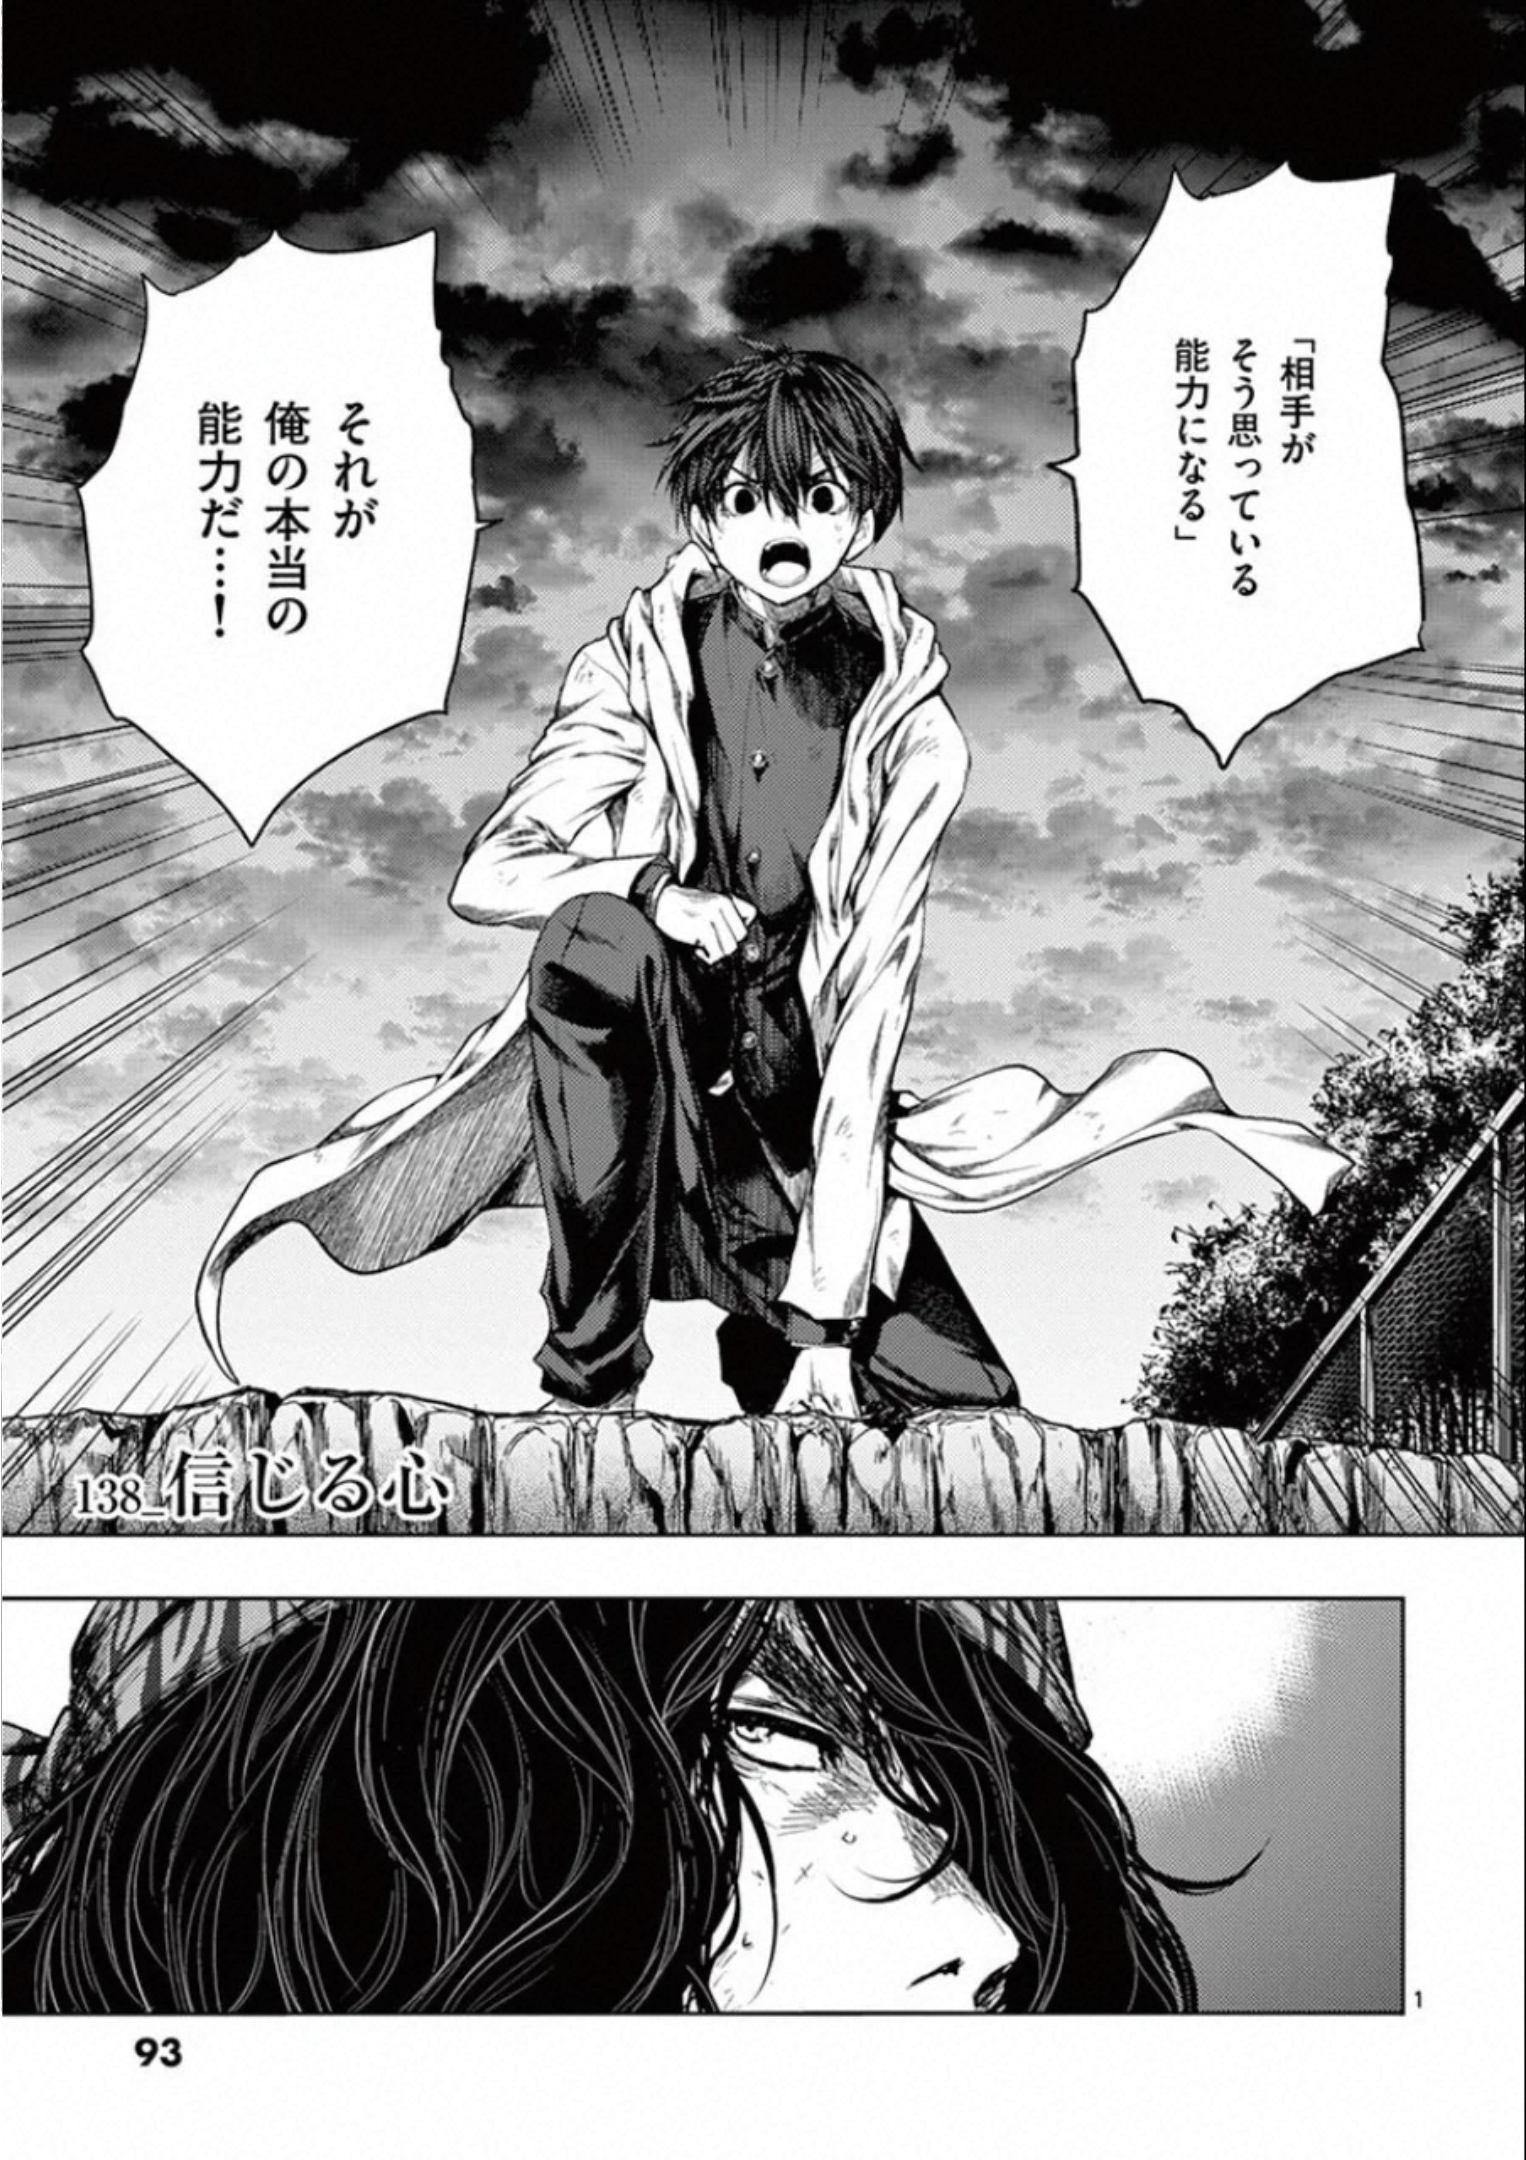 「相手が
そう思っている
能力になる」
それが
俺の本当の
能力だ……!
138_信じる心
1
93